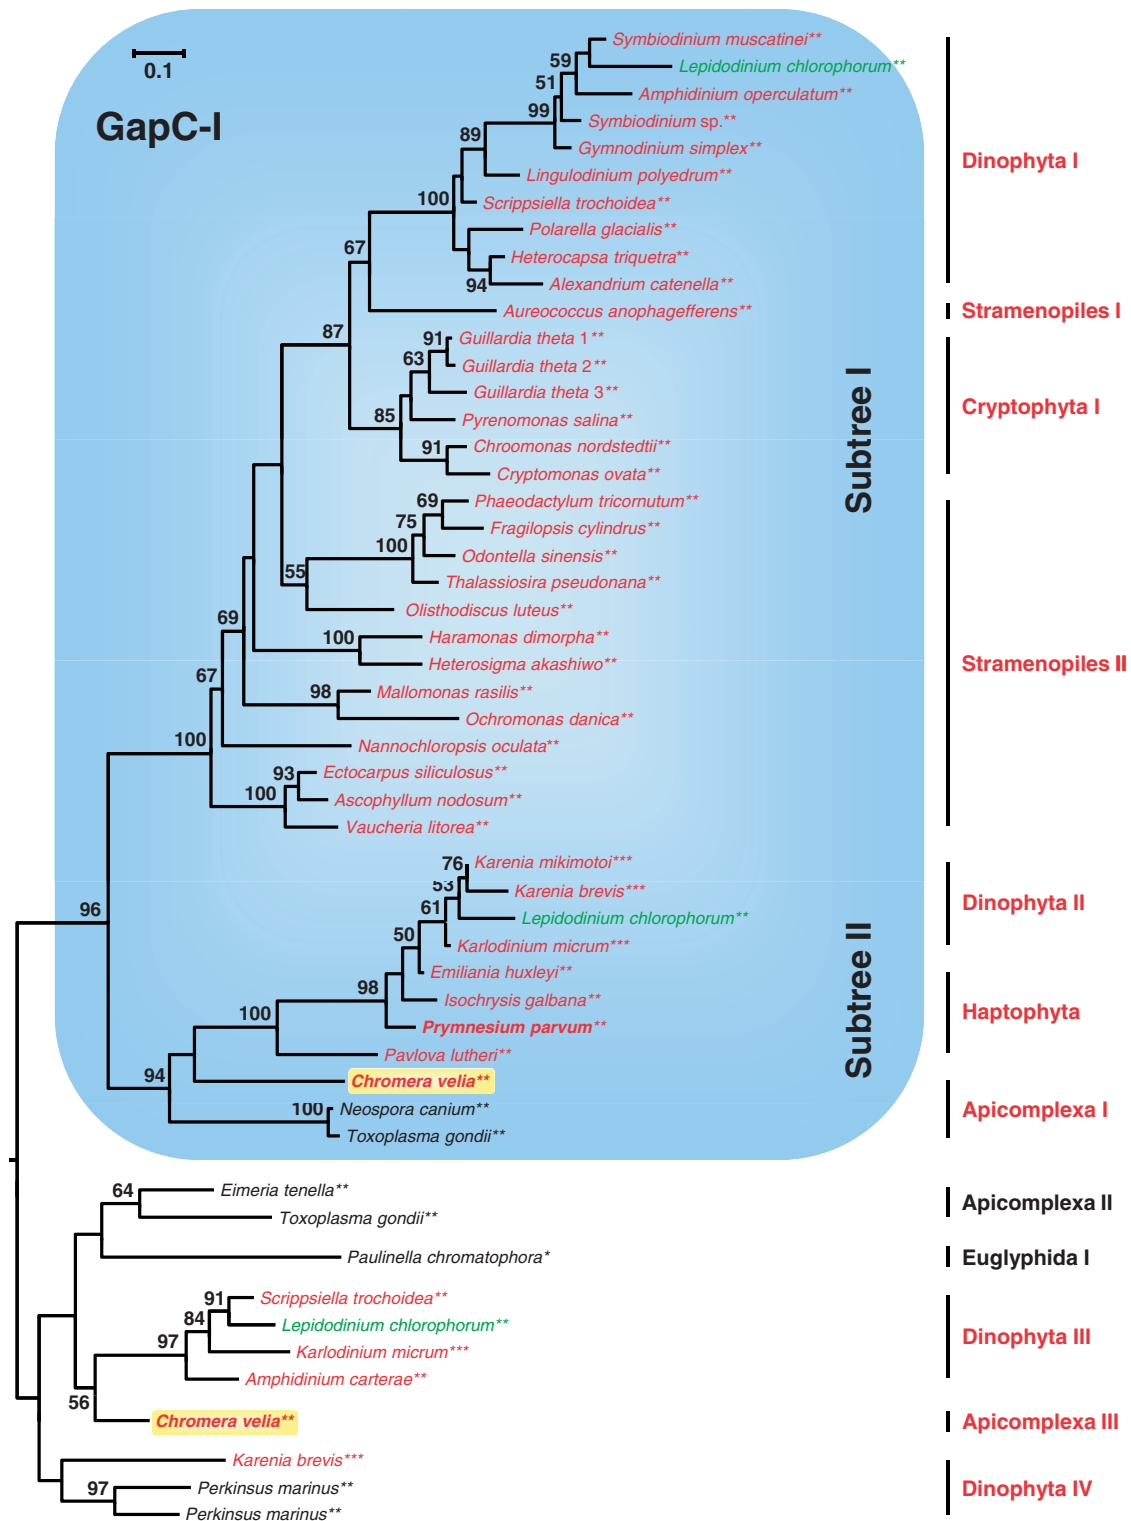 0.1
GapC-I
Symbiodinium muscatinei**
59
Lepidodinium chlorophorum**
51
Amphidinium operculatum**
99
Symbiodinium sp.**
Gymnodinium simplex**
89
Lingulodinium polyedrum**
100
Scrippsiella trochoidea**
Polarella glacialis**
67
Heterocapsa triquetra**
94
Alexandrium catenella**
Dinophyta I
Aureococcus anophagefferens**
Stramenopiles I
87
91
Guillardia theta 1**
63
Guillardia theta 2**
Guillardia theta 3**
85
Pyrenomonas salina**
91
Chroomonas nordstedtii**
Cryptomonas ovata**
Cryptophyta I
Subtree I
69
Phaeodactylum tricornutum**
75
Fragilopsis cylindrus**
100
Odontella sinensis**
55
Thalassiosira pseudonana**
Olisthodiscus luteus**
69
100
Haramonas dimorpha**
Heterosigma akashiwo**
67
98
Mallomonas rasilis**
Ochromonas danica**
100
Nannochloropsis oculata**
93
Ectocarpus siliculosus**
100
Ascophyllum nodosum**
Vaucheria litorea**
Stramenopiles II
76
Karenia mikimotoi***
53
Karenia brevis***
96
61
Lepidodinium chlorophorum**
50
Karlodinium micrum***
Dinophyta II
Emiliania huxleyi**
98
Isochrysis galbana**
100
Prymnesium parvum**
Pavlova lutheri**
Haptophyta
Subtree II
94
Chromera velia**
100
Neospora canium**
Toxoplasma gondii**
Apicomplexa I
64
Eimeria tenella**
Toxoplasma gondii**
Apicomplexa II
Paulinella chromatophora*
Euglyphida I
91
Scrippsiella trochoidea**
84
Lepidodinium chlorophorum**
97
Karlodinium micrum***
Amphidinium carterae**
Dinophyta III
56
Chromera velia**
Apicomplexa III
Karenia brevis***
97
Perkinsus marinus**
Perkinsus marinus**
Dinophyta IV